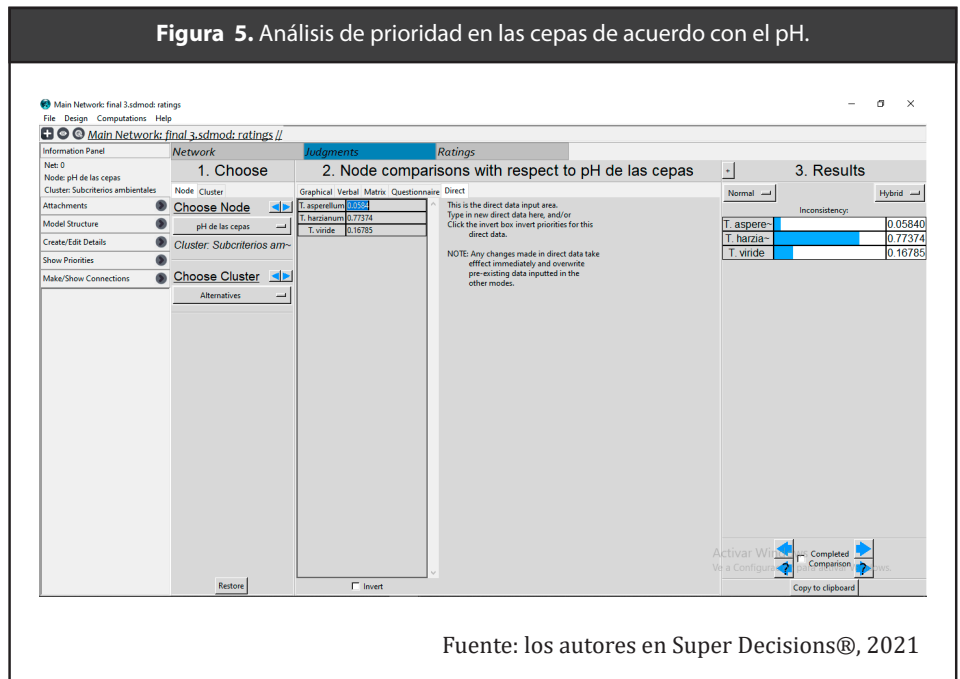 Figura 5. Análisis de prioridad en las cepas de acuerdo con el pH.
Main Network: final 3.sdmod: ratings
File Design Computations Help
Main Network: final 3.sdmod: ratings //
Information Panel
Net: 0
Node: pH de las cepas
Cluster: Subcriterios ambientales
Attachments
Model Structure
Create/Edit Details
Show Priorities
Make/Show Connections
Network
Judgments
Ratings
1. Choose
Node Cluster
Choose Node
pH de las cepas
Cluster: Subcriterios am~
Choose Cluster
Alternatives
Restore
2. Node comparisons with respect to pH de las cepas
Graphical Verbal Matrix Questionnaire Direct
T. asperellum 0.0584
T. harzianum 0.77374
T. viride 0.16785
This is the direct data input area.
Type in new direct data here, and/or
Click the invert box invert priorities for this
direct data.
NOTE: Any changes made in direct data take
efffect immediately and overwrite
pre-existing data inputted in the
other modes.
Invert
+
3. Results
Normal
Hybrid
Inconsistency:
T. aspere~ 0.05840
T. harzia~ 0.77374
T. viride 0.16785
Activar Win
Ve a Configura para activar Windows.
Completed
Comparison
Copy to clipboard
Fuente: los autores en Super Decisions®, 2021